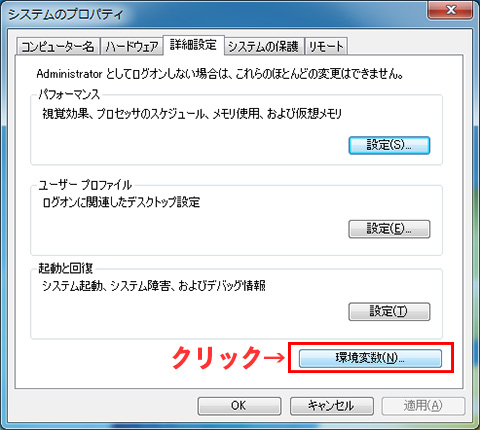 システムのプロパティ
コンピューター名 ハードウェア 詳細設定 システムの保護 リモート
Administrator としてログオンしない場合は、これらのほとんどの変更はできません。
パフォーマンス
視覚効果、プロセッサのスケジュール、メモリ使用、および仮想メモリ
設定(S)...
ユーザー プロファイル
ログオンに関連したデスクトップ設定
設定(E)...
起動と回復
システム起動、システム障害、およびデバッグ情報
設定(T)
クリック→ 環境変数(N)...
OK キャンセル 適用(A)